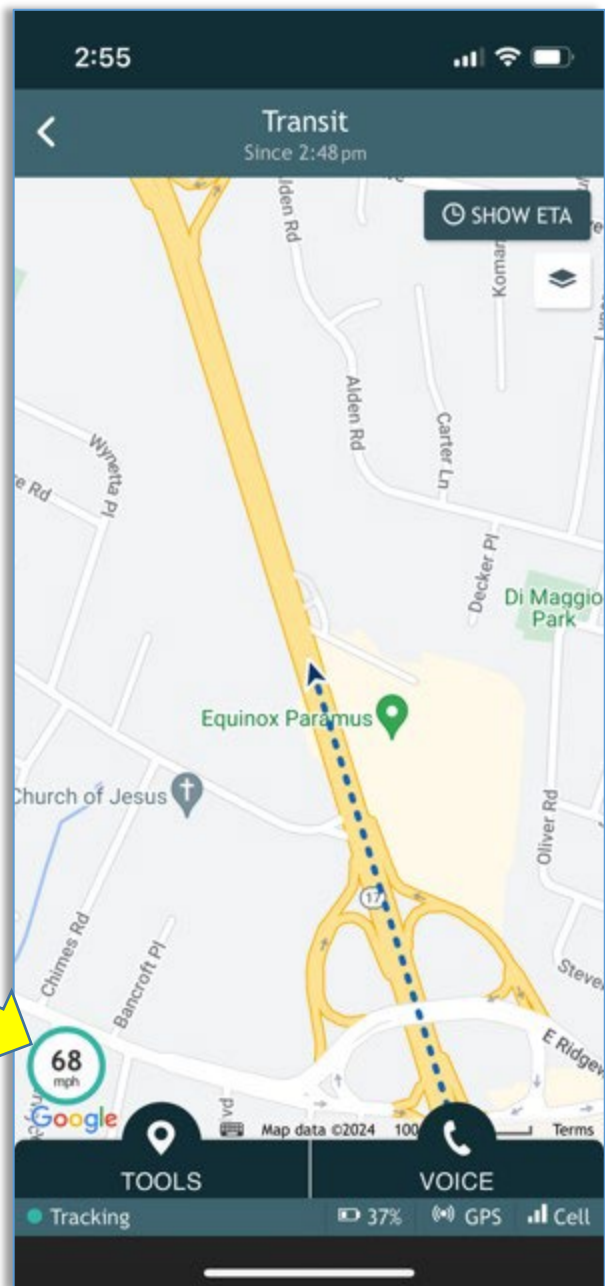 2:55
Transit
Since 2:48 pm
SHOW ETA
Alden Rd
Alden Rd
Carter Ln
Wynetta Pl
e Rd
Decker Pl
Di Maggio
Park
Equinox Paramus
Church of Jesus
Oliver Rd
17
Chimes Rd
Bancroft Pl
E Ridgew
68
mph
Google
vd
Map data ©2024
100
Terms
TOOLS
VOICE
Tracking
37%
GPS
Cell